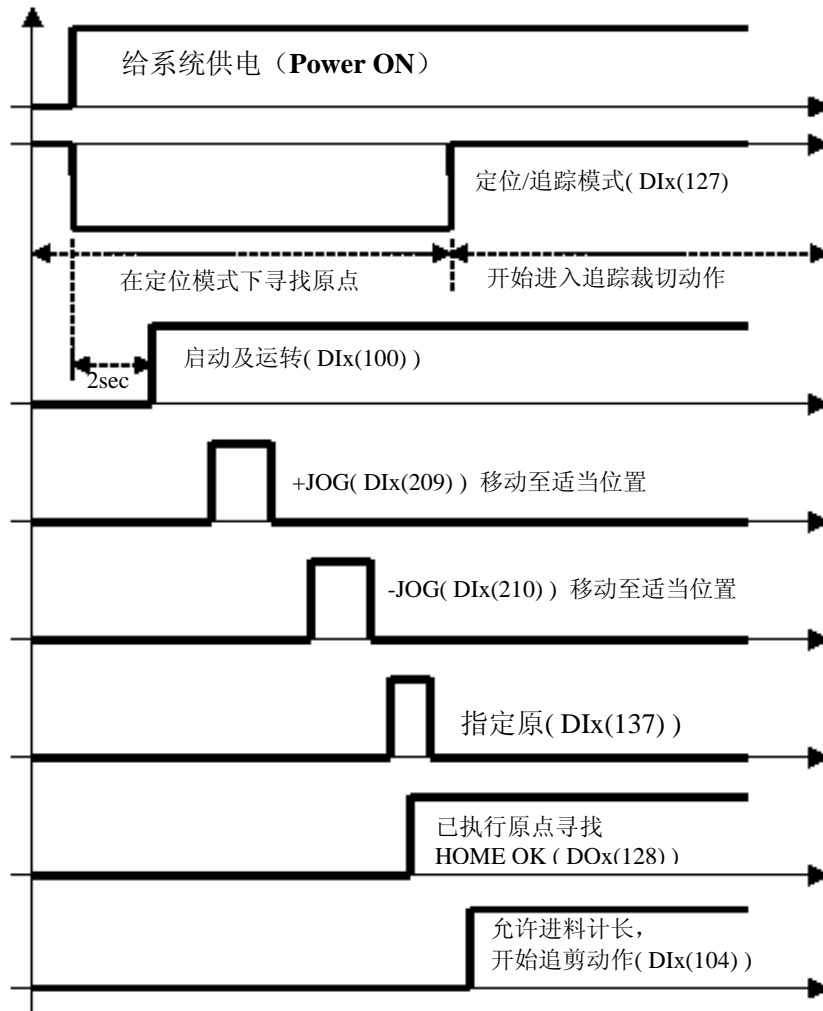 给系统供电（Power ON）
定位/追踪模式( DIx(127)
在定位模式下寻找原点
开始进入追踪裁切动作
启动及运转( DIx(100) )
2sec
+JOG( DIx(209) ) 移动至适当位置
-JOG( DIx(210) ) 移动至适当位置
指定原( DIx(137) )
已执行原点寻找
HOME OK ( DOx(128) )
允许进料计长，
开始追剪动作( DIx(104) )